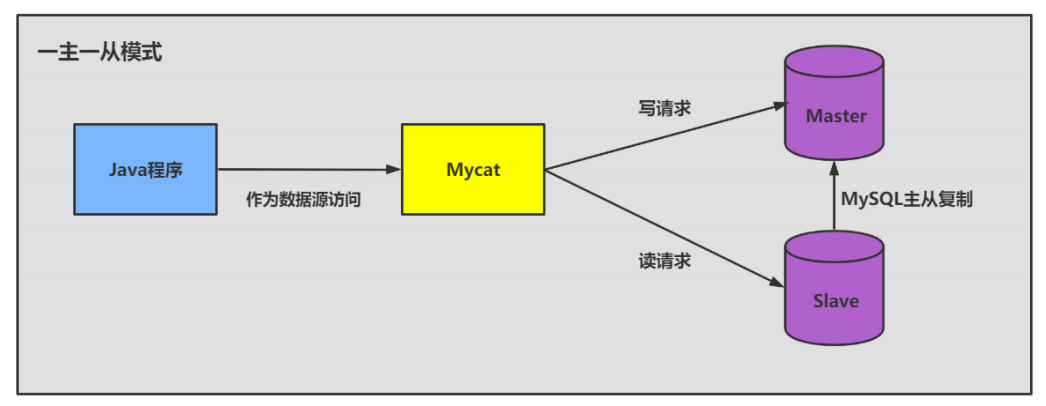 一主一从模式
Java程序
作为数据源访问
Mycat
写请求
读请求
Master
MySQL主从复制
Slave